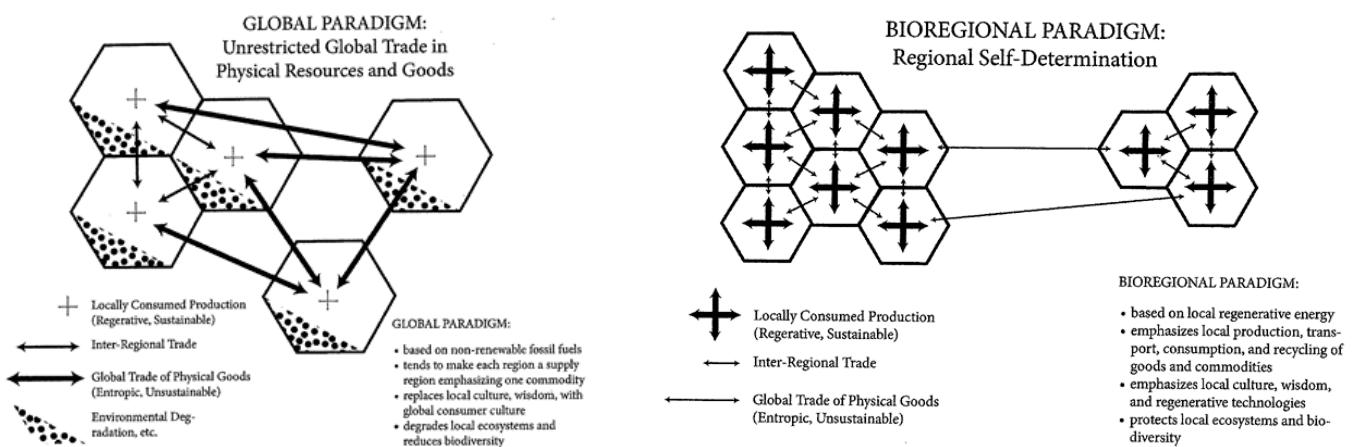 GLOBAL PARADIGM:
Unrestricted Global Trade in
Physical Resources and Goods
Locally Consumed Production
(Regerative, Sustainable)
Inter-Regional Trade
Global Trade of Physical Goods
(Entropic, Unsustainable)
Environmental Deg-
radation, etc.
GLOBAL PARADIGM:
• based on non-renewable fossil fuels
• tends to make each region a supply
region emphasizing one commodity
• replaces local culture, wisdom, with
global consumer culture
• degrades local ecosystems and
reduces biodiversity
BIOREGIONAL PARADIGM:
Regional Self-Determination
Locally Consumed Production
(Regerative, Sustainable)
Inter-Regional Trade
Global Trade of Physical Goods
(Entropic, Unsustainable)
BIOREGIONAL PARADIGM:
• based on local regenerative energy
• emphasizes local production, trans-
port, consumption, and recycling of
goods and commodities
• emphasizes local culture, wisdom,
and regenerative technologies
• protects local ecosystems and bio-
diversity